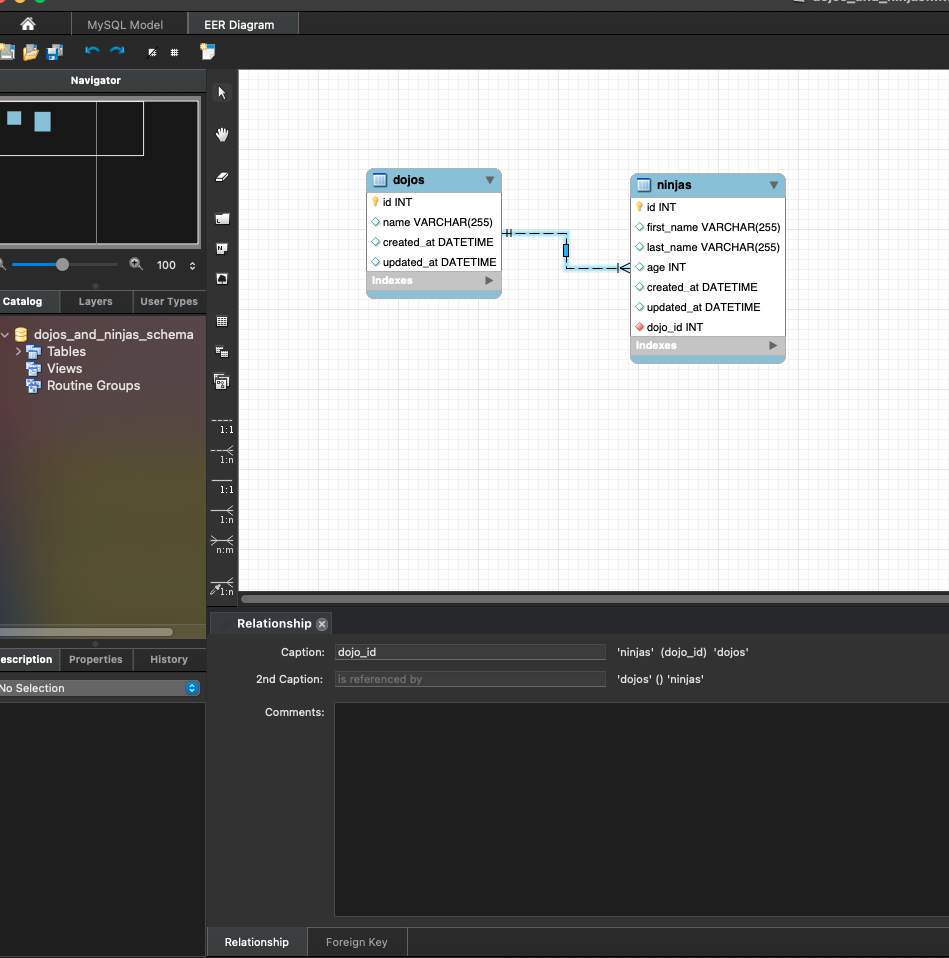 MySQL Model
EER Diagram
Navigator
100
Catalog
Layers
User Types
dojos_and_ninjas_schema
Tables
Views
Routine Groups
escription
Properties
History
No Selection
1:1
1:n
1:1
1:n
n:m
1:n
dojos
id INT
name VARCHAR(255)
created_at DATETIME
updated_at DATETIME
Indexes
ninjas
id INT
first_name VARCHAR(255)
last_name VARCHAR(255)
age INT
created_at DATETIME
updated_at DATETIME
dojo_id INT
Indexes
Relationship
Caption: dojo_id 'ninjas' (dojo_id) 'dojos'
2nd Caption: is referenced by 'dojos' () 'ninjas'
Comments:
Relationship
Foreign Key